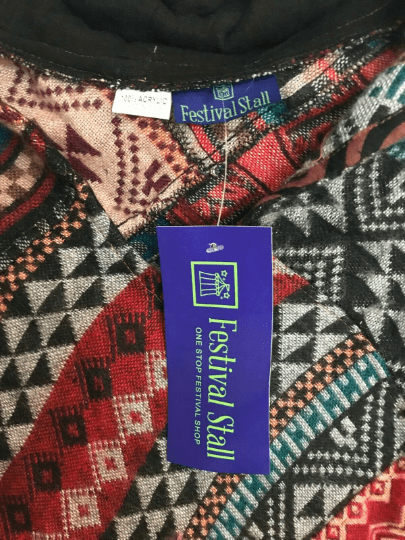 100% ACRYLIC
Festival Stall
Festival Stall
ONE STOP FESTIVAL SHOP